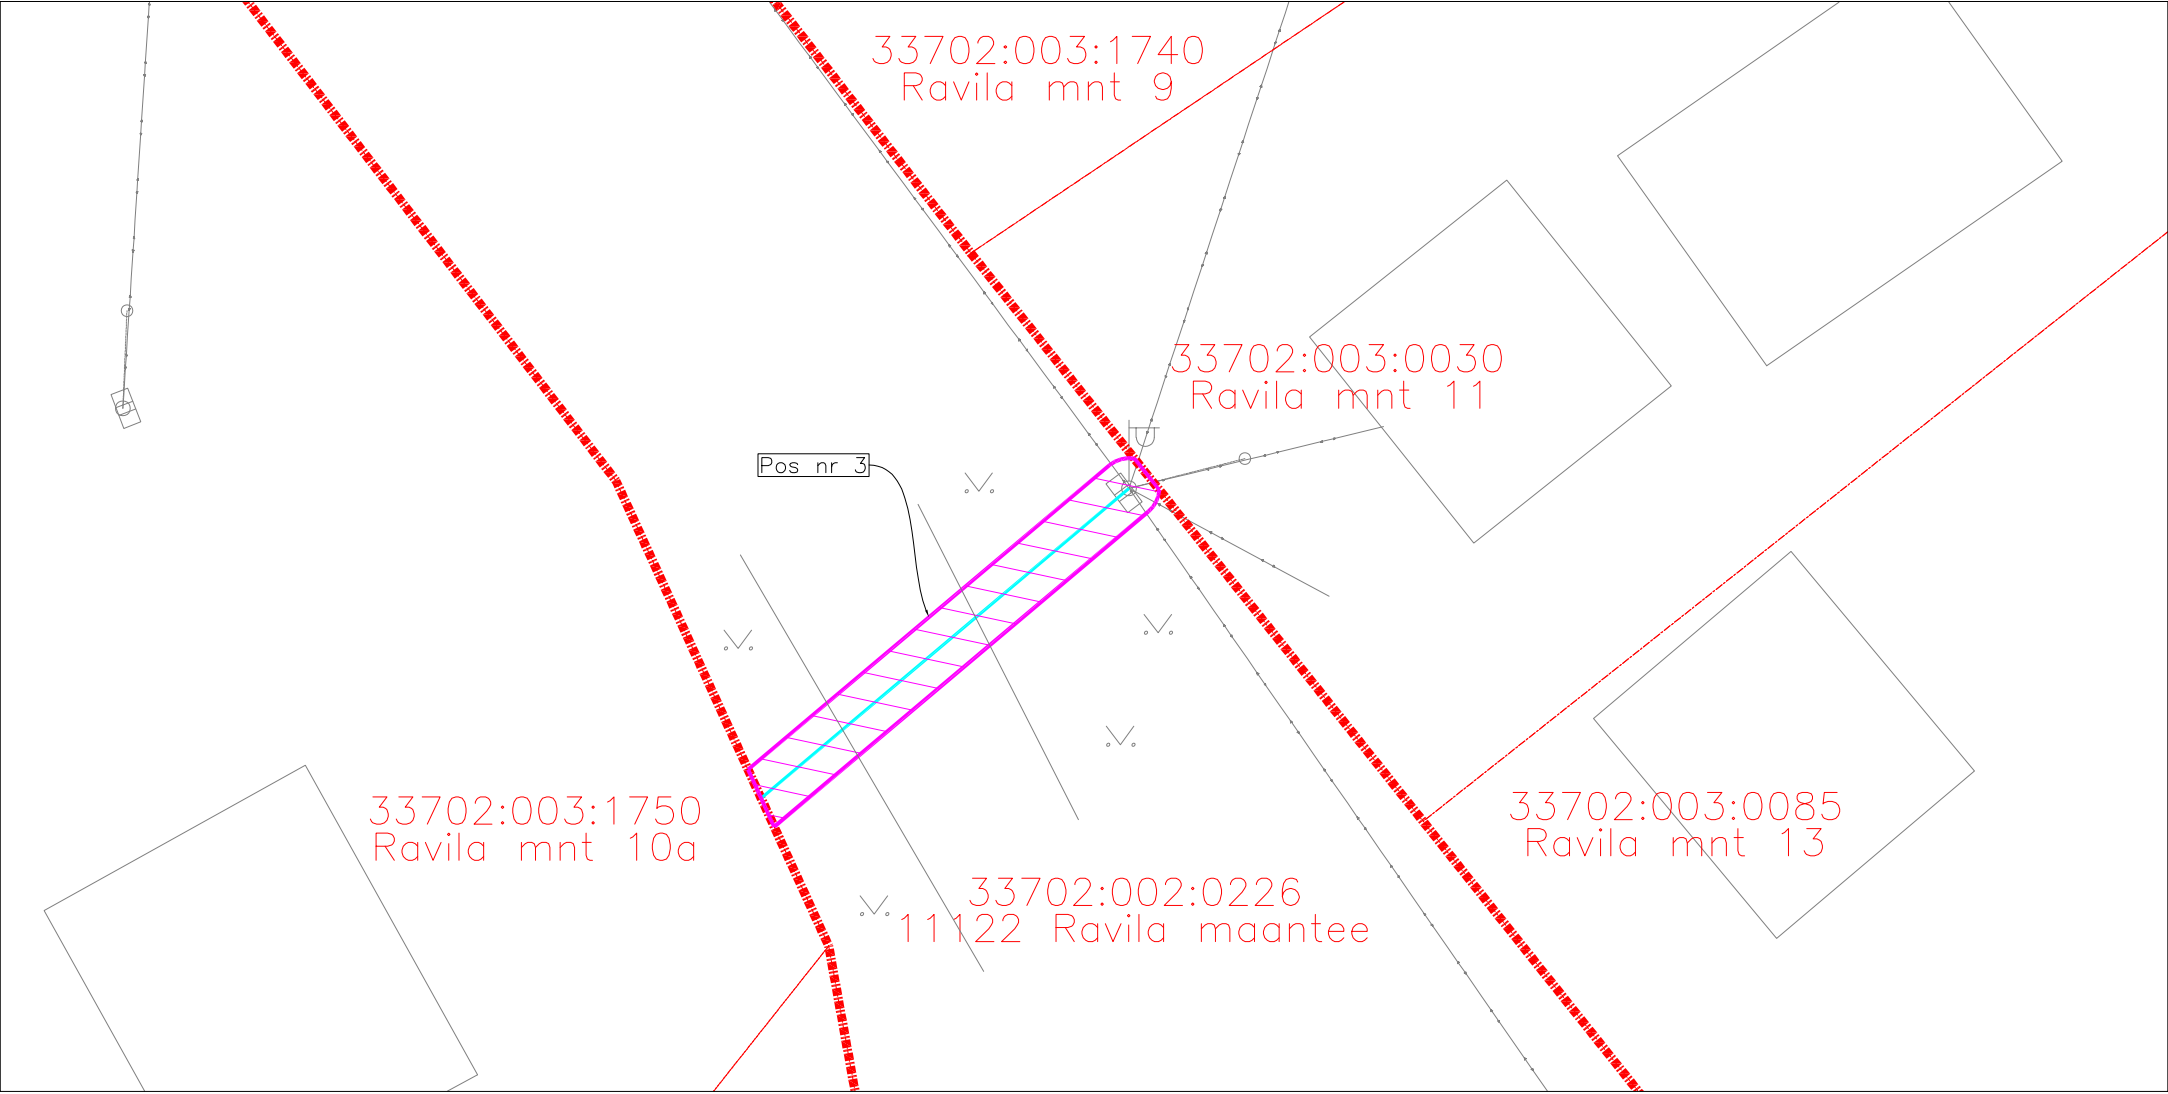 33702:003:1740
Ravila mnt 9
33702:003:0030
Ravila mnt 11
Pos nr 3
33702:003:1750
Ravila mnt 10a
33702:003:0085
Ravila mnt 13
33702:002:0226
11122 Ravila maantee